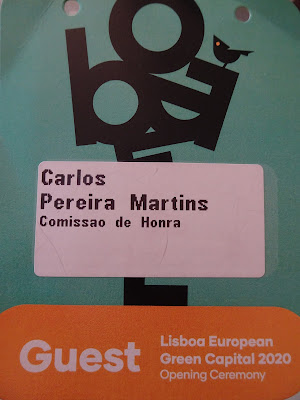 Carlos
Pereira Martins
Comissao de Honra
Guest
Lisboa European
Green Capital 2020
Opening Ceremony